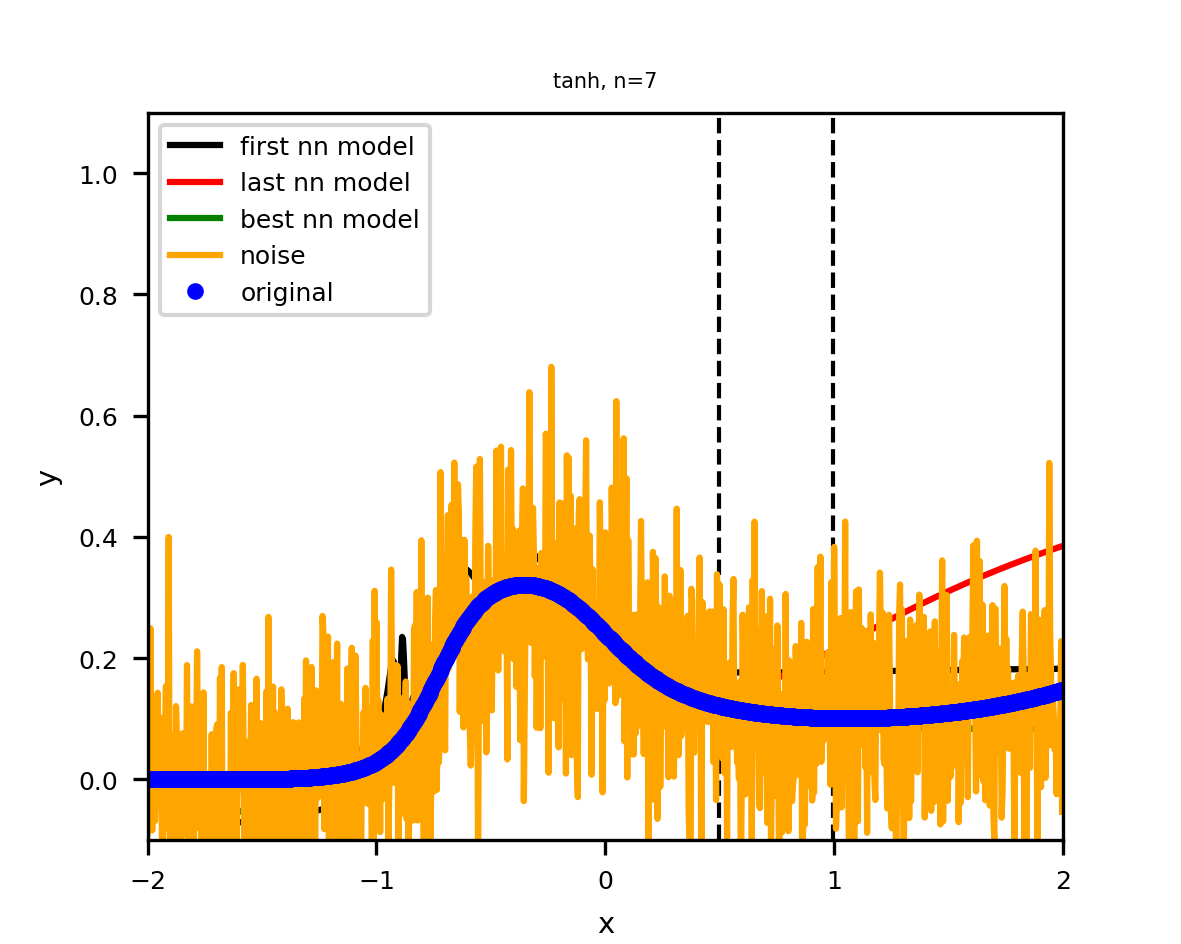 tanh, n=7
first nn model
last nn model
best nn model
noise
original
1.0
0.8
0.6
0.4
0.2
0.0
y
−2
−1
0
1
2
x